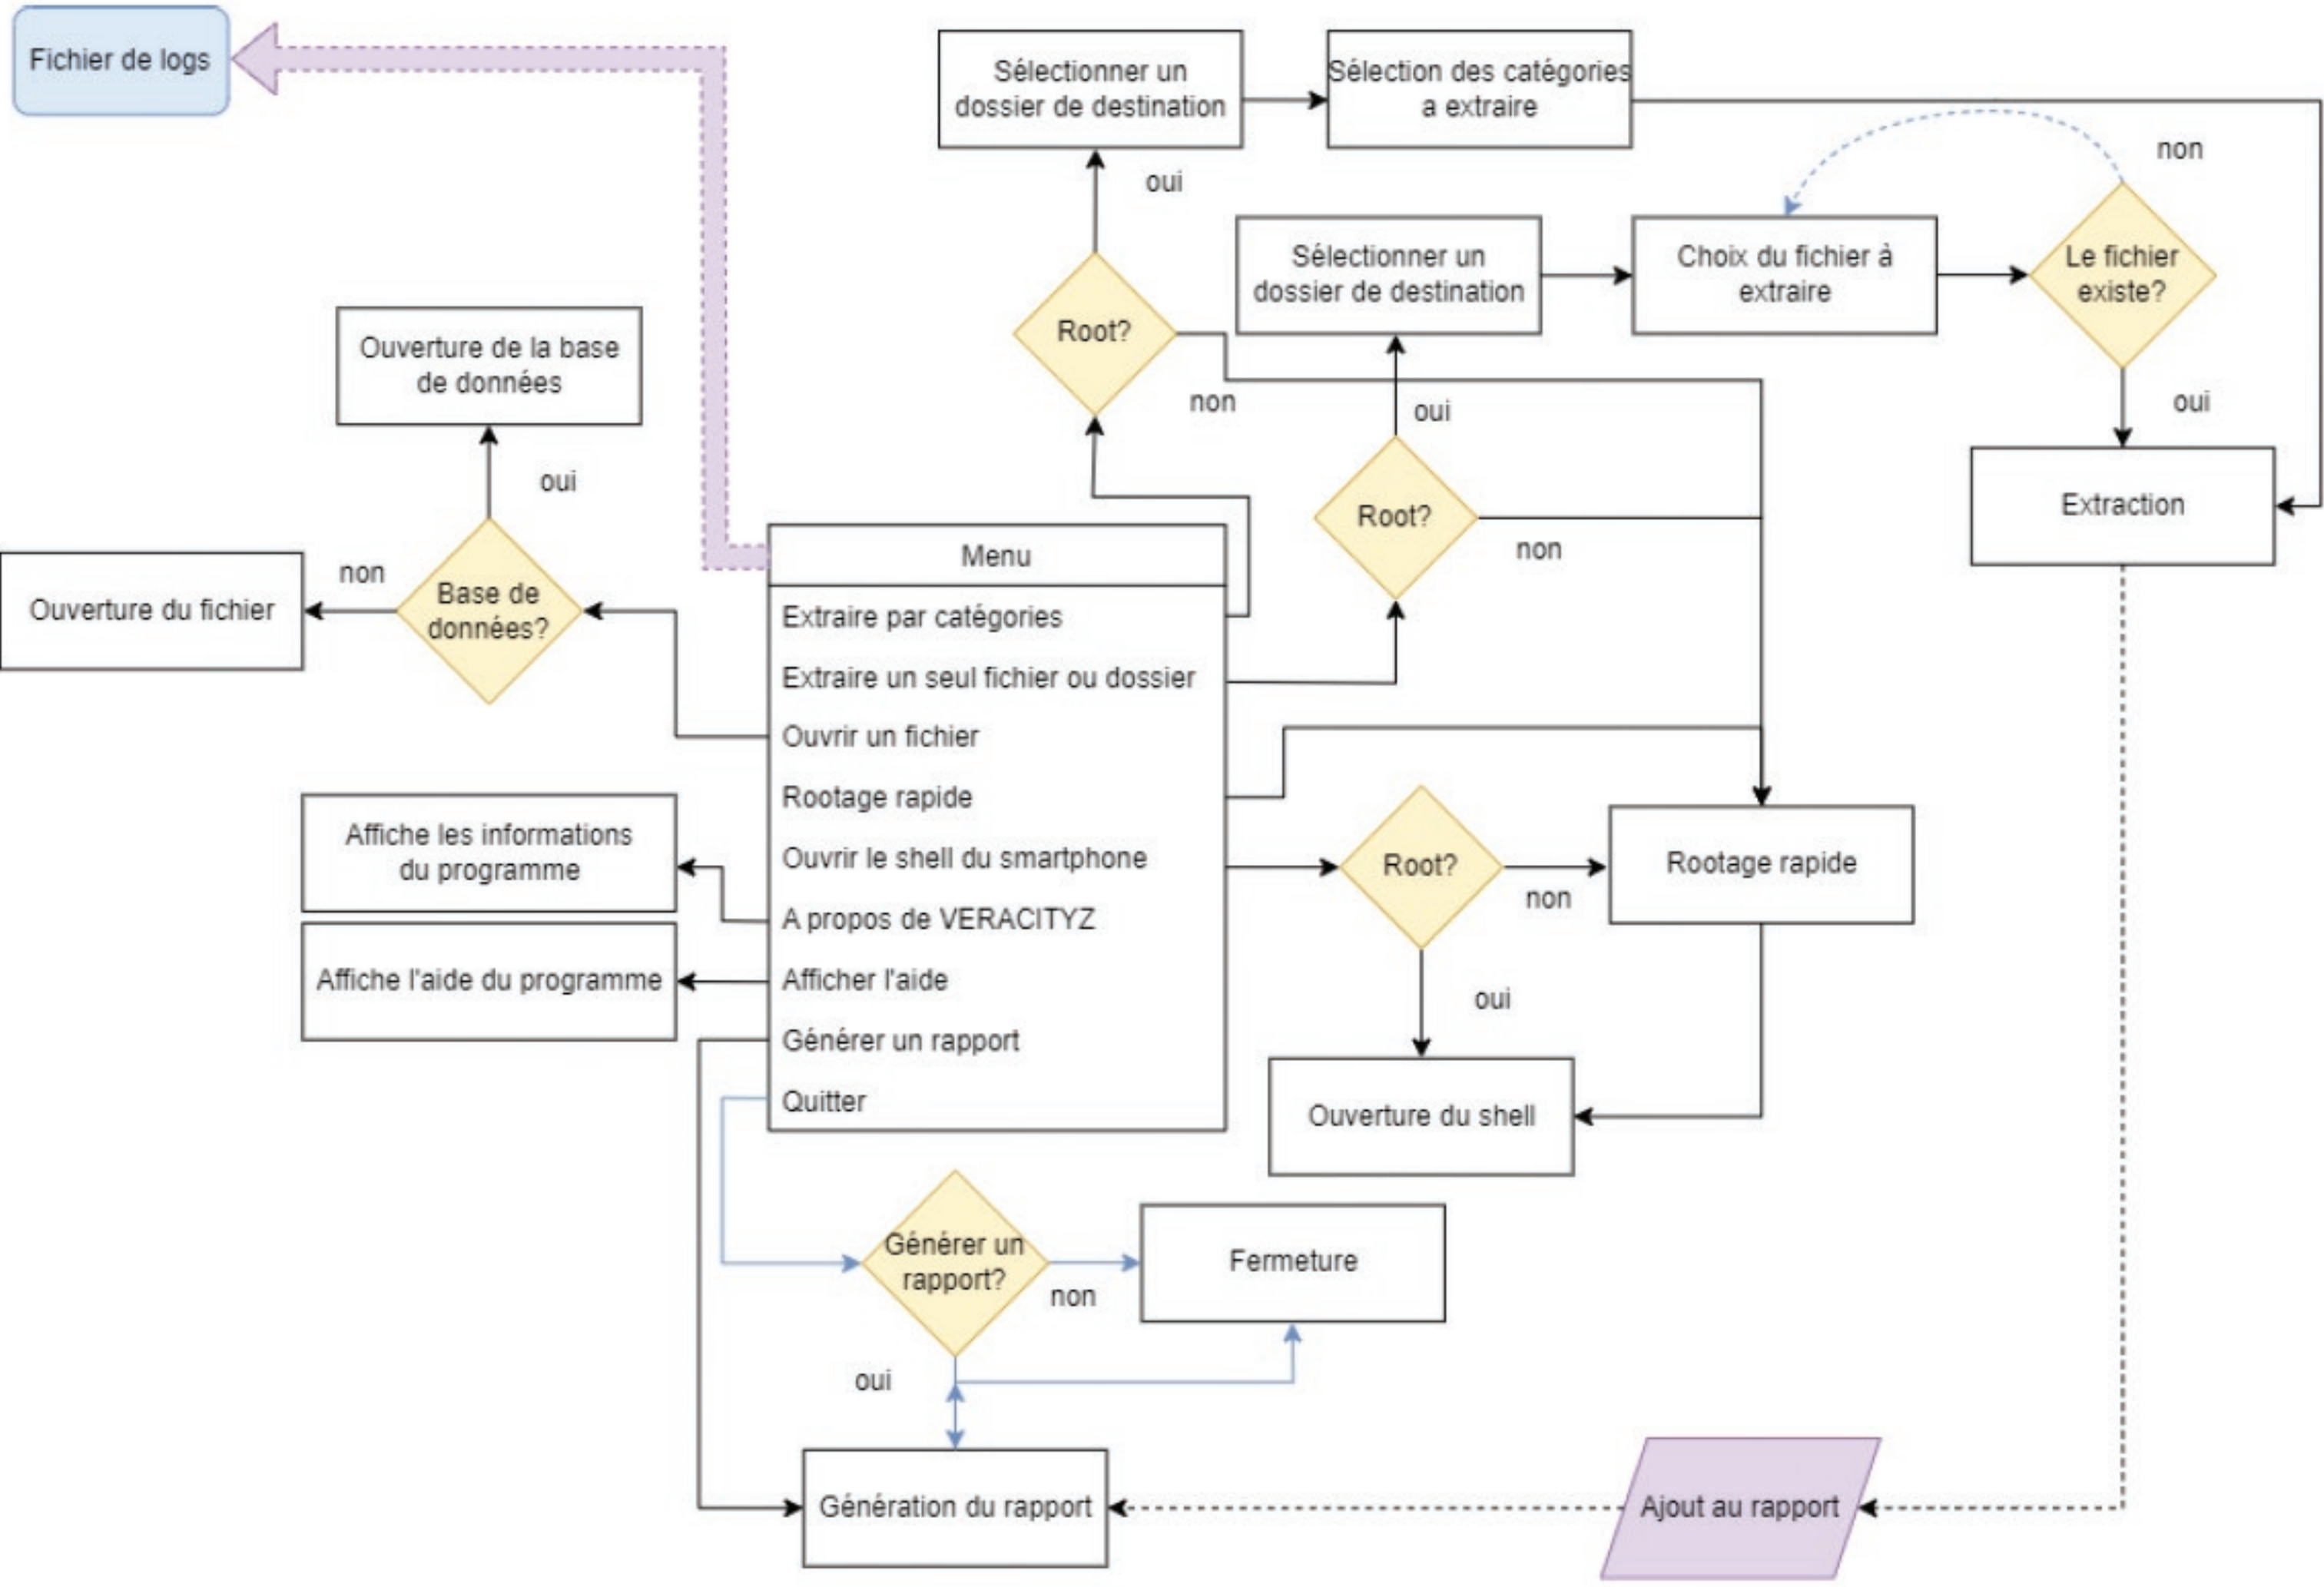 Fichier de logs
Sélectionner un
dossier de destination
Sélection des catégories
a extraire
non
oui
Sélectionner un
dossier de destination
Choix du fichier à
extraire
Le fichier
existe?
Root?
non
oui
oui
Ouverture de la base
de données
oui
Root?
non
Extraction
Base de
données?
non
Ouverture du fichier
Menu
Extraire par catégories
Extraire un seul fichier ou dossier
Ouvrir un fichier
Rootage rapide
Ouvrir le shell du smartphone
A propos de VERACITYZ
Afficher l'aide
Générer un rapport
Quitter
Affiche les informations
du programme
Affiche l'aide du programme
Root?
non
Rootage rapide
oui
Ouverture du shell
Générer un
rapport?
non
Fermeture
oui
Génération du rapport
Ajout au rapport